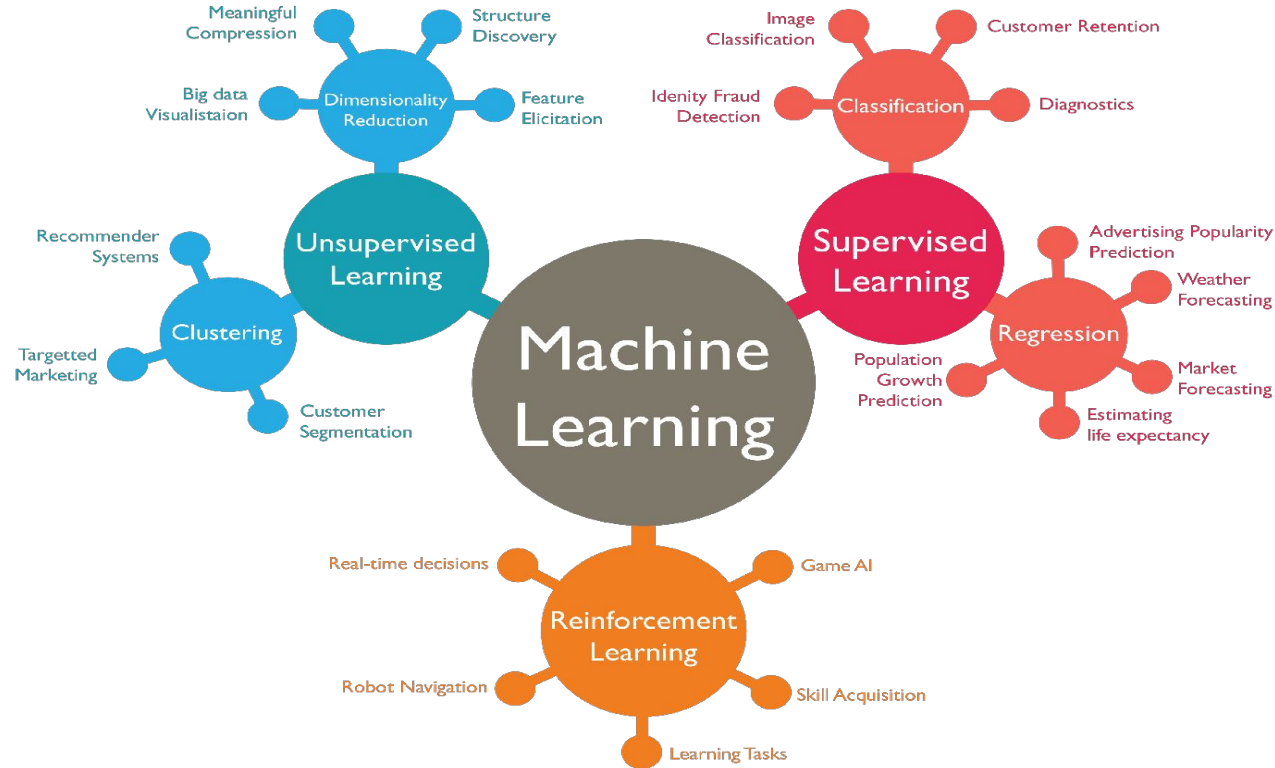 Meaningful
Compression
Structure
Discovery
Big data
Visualistaion
Dimensionality
Reduction
Feature
Elicitation
Image
Classification
Customer Retention
Idenity Fraud
Detection
Classification
Diagnostics
Recommender
Systems
Unsupervised
Learning
Clustering
Targetted
Marketing
Customer
Segmentation
Supervised
Learning
Advertising Popularity
Prediction
Weather
Forecasting
Regression
Population
Growth
Prediction
Market
Forecasting
Estimating
life expectancy
Machine
Learning
Real-time decisions
Game AI
Reinforcement
Learning
Robot Navigation
Skill Acquisition
Learning Tasks